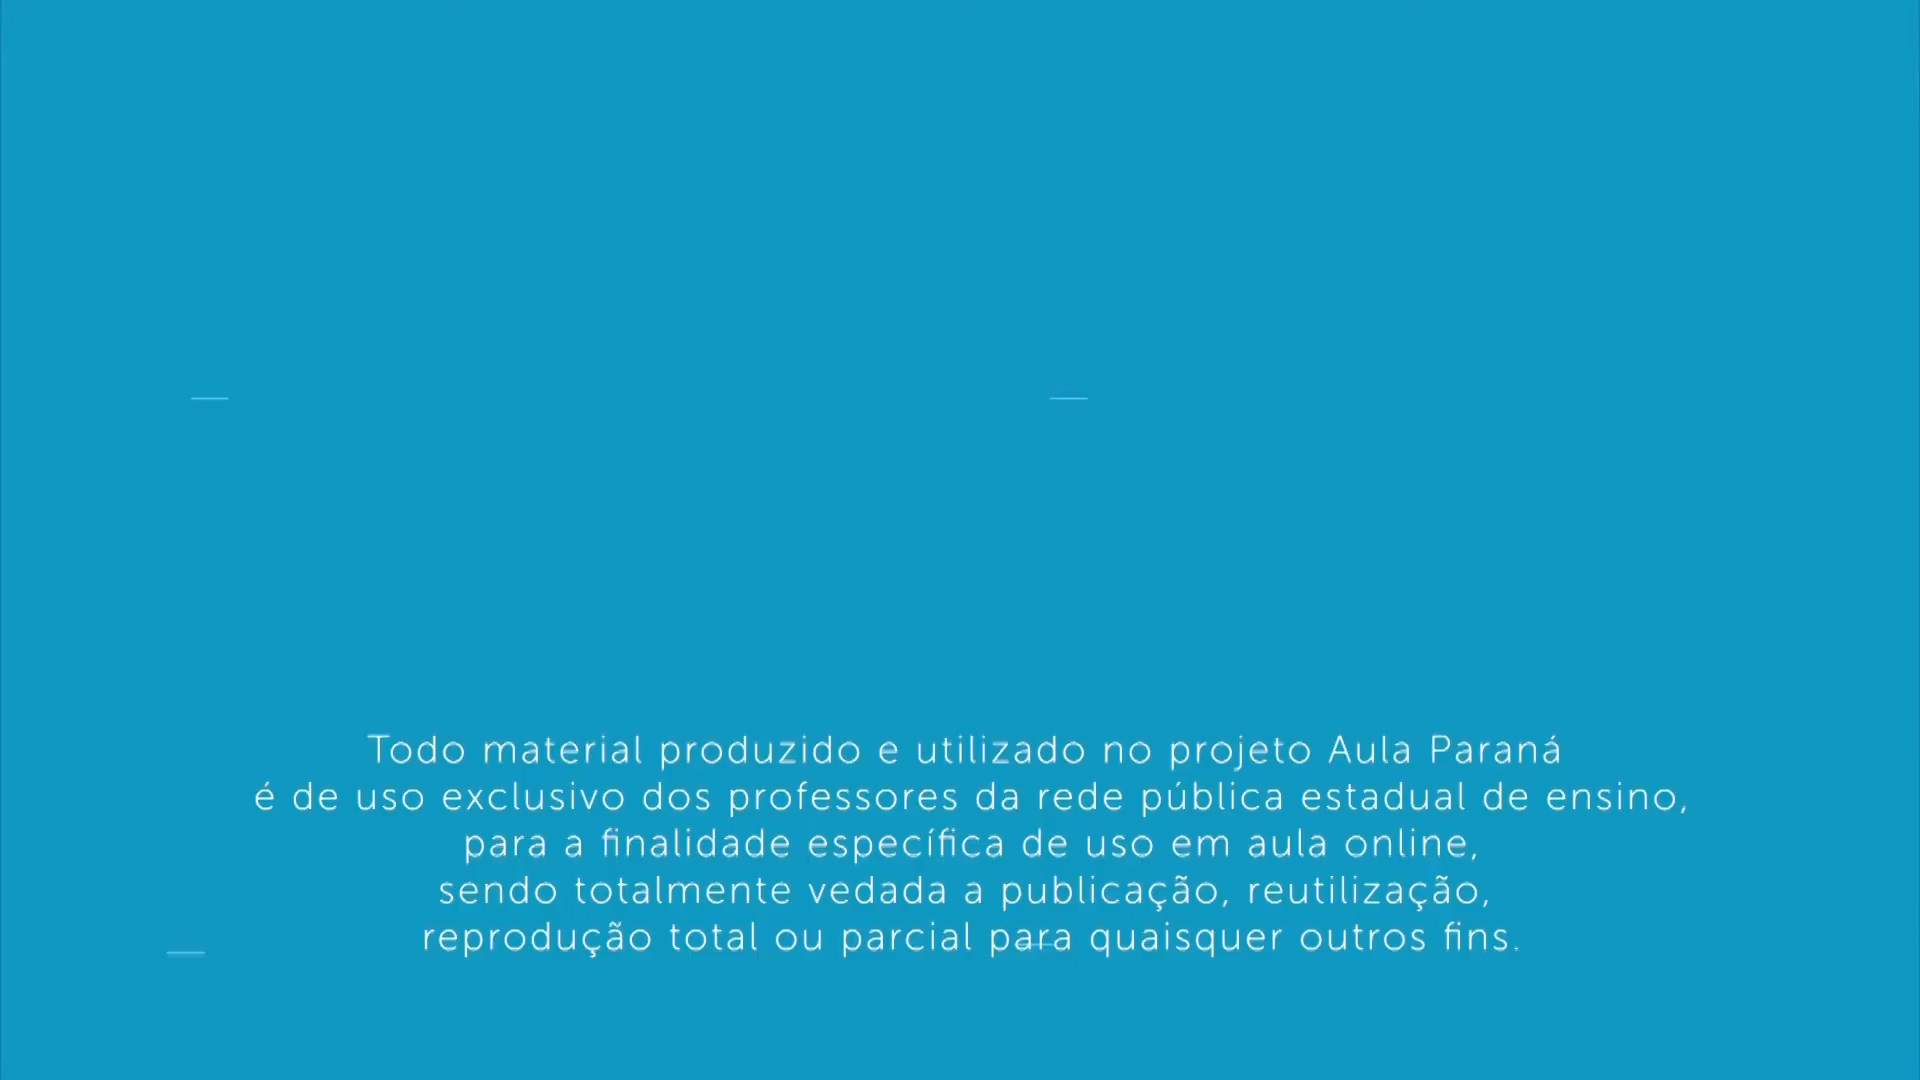 Todo material produzido e utilizado no projeto Aula Paraná
é de uso exclusivo dos professores da rede pública estadual de ensino,
para a finalidade específica de uso em aula online,
sendo totalmente vedada a publicação, reutilização,
reprodução total ou parcial para quaisquer outros fins.